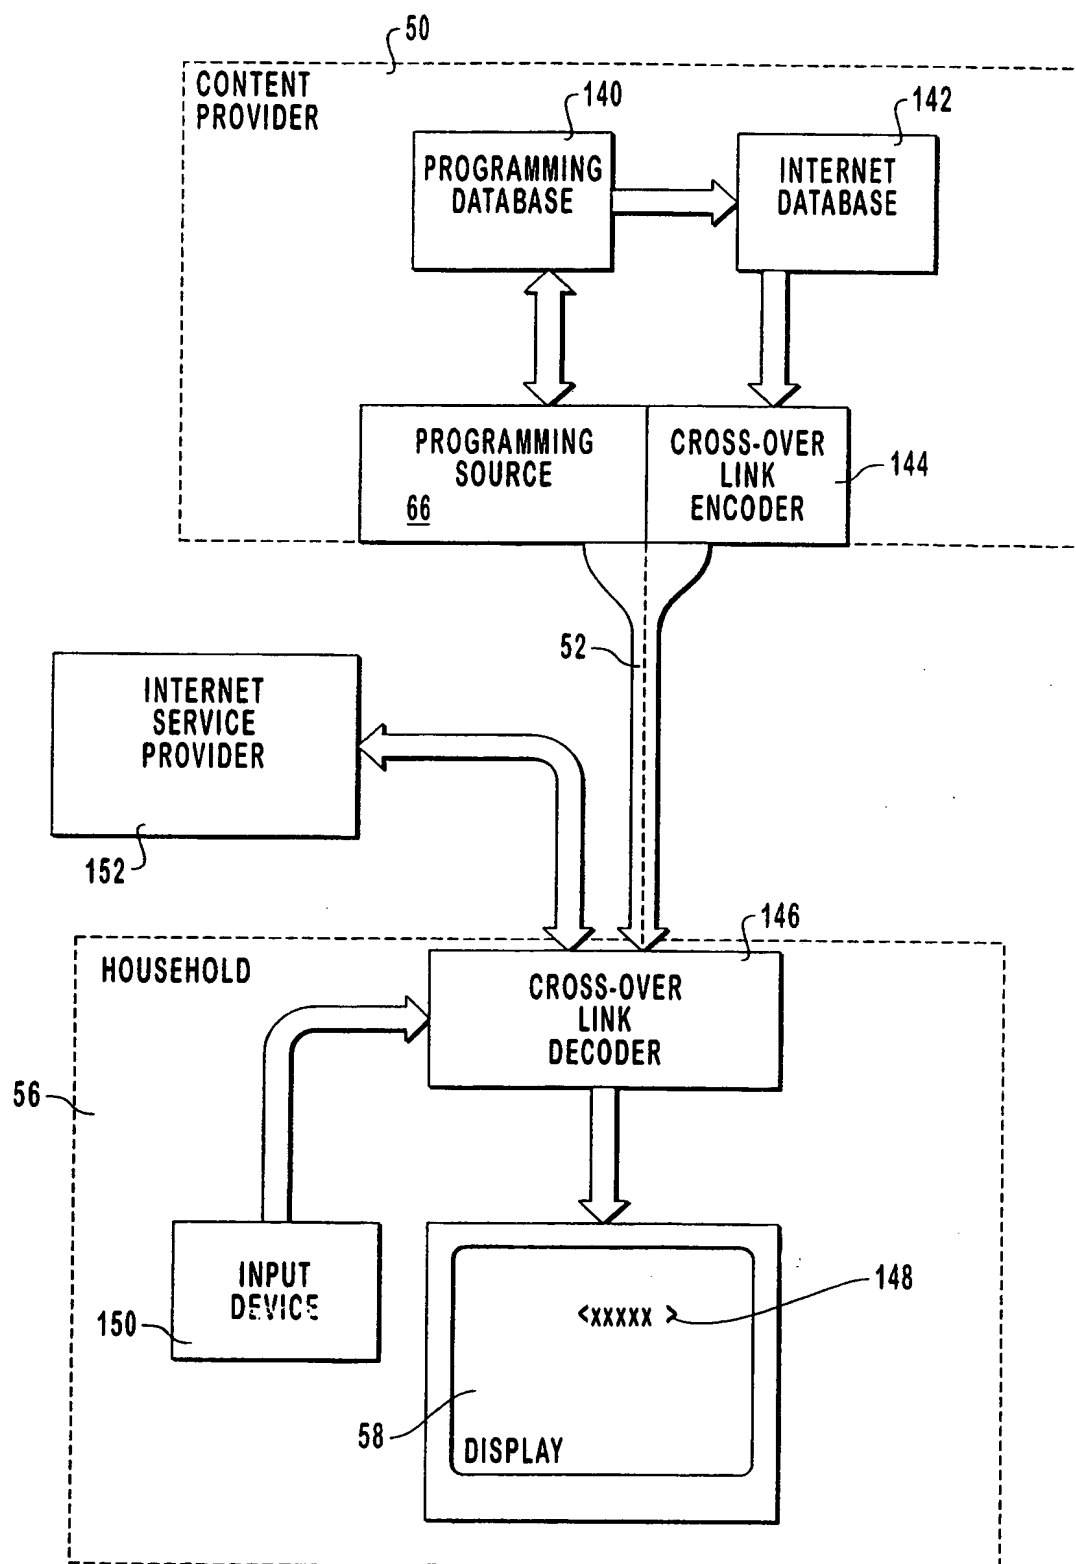 50
CONTENT
PROVIDER
140
142
PROGRAMMING
DATABASE
INTERNET
DATABASE
PROGRAMMING
SOURCE
66
CROSS-OVER
LINK
ENCODER
144
52
INTERNET
SERVICE
PROVIDER
152
146
HOUSEHOLD
CROSS-OVER
LINK
DECODER
56
INPUT
DEVICE
150
<xxxxx >
148
58
DISPLAY